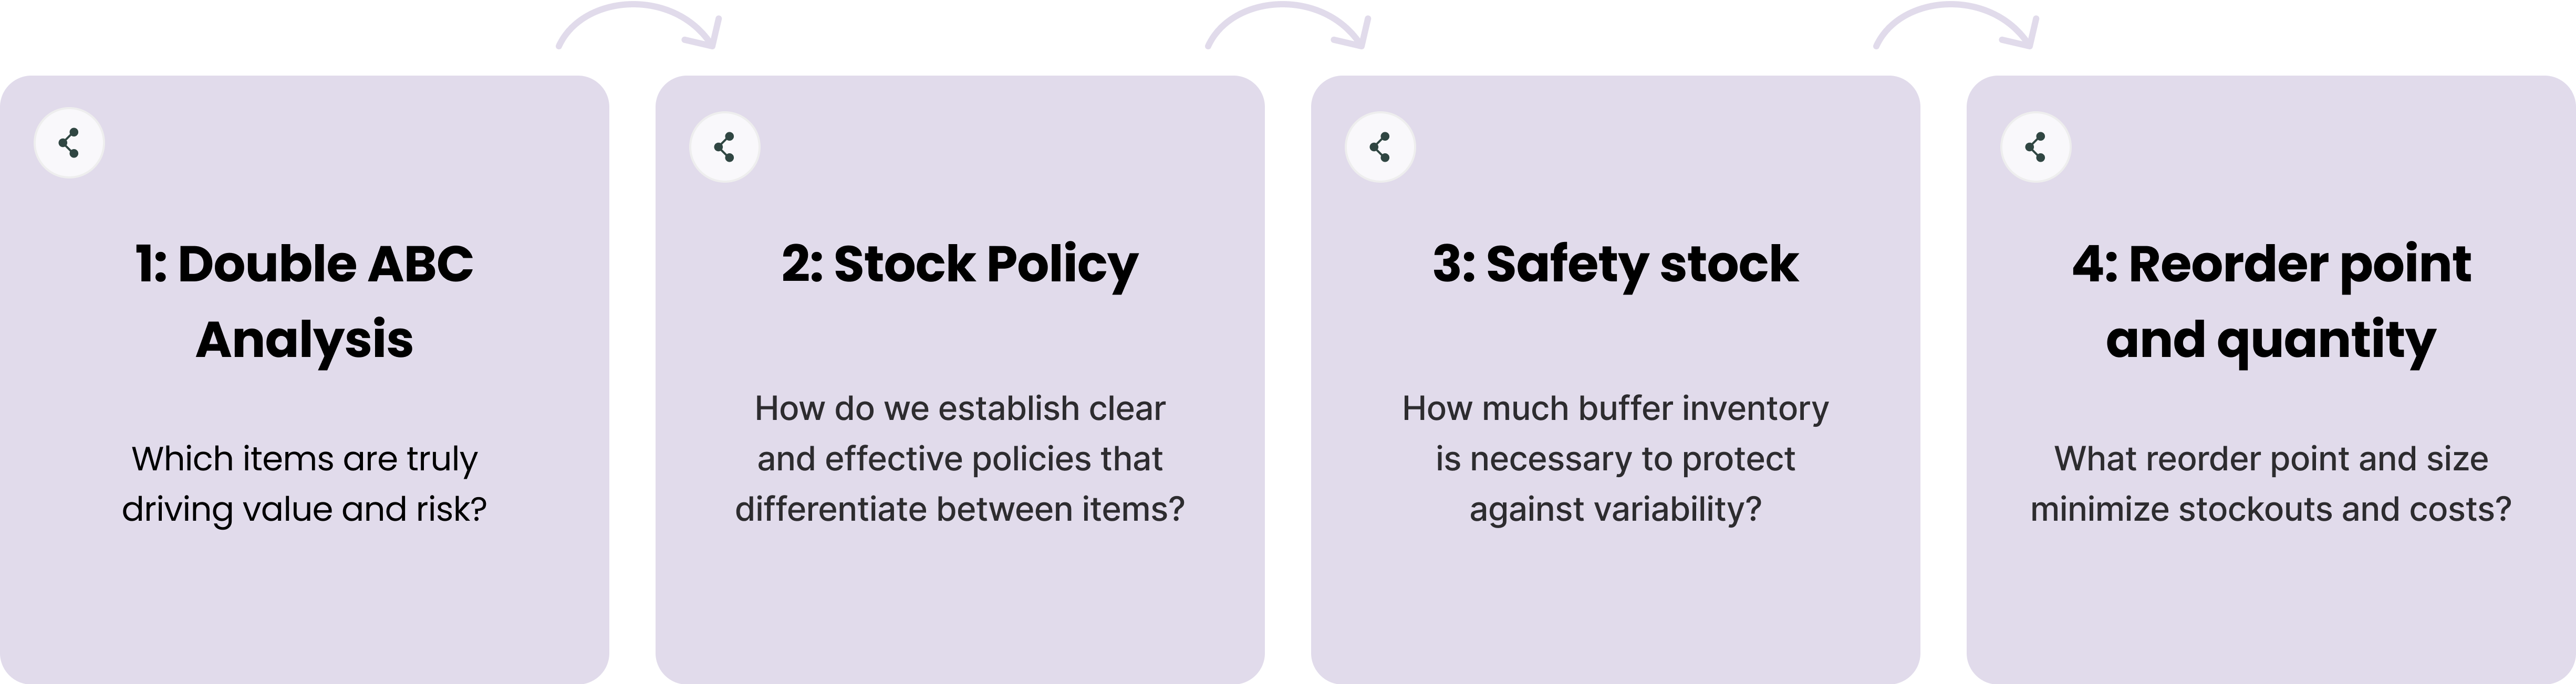 1: Double ABC
Analysis
Which items are truly
driving value and risk?
2: Stock Policy
How do we establish clear
and effective policies that
differentiate between items?
3: Safety stock
How much buffer inventory
is necessary to protect
against variability?
4: Reorder point
and quantity
What reorder point and size
minimize stockouts and costs?